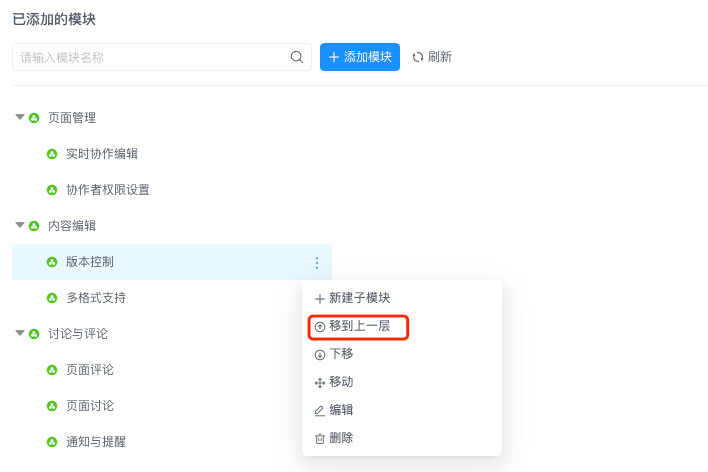 已添加的模块
请输入模块名称
添加模块
刷新
页面管理
实时协作编辑
协作者权限设置
内容编辑
版本控制
多格式支持
新建子模块
移到上一层
下移
移动
编辑
删除
讨论与评论
页面评论
页面讨论
通知与提醒